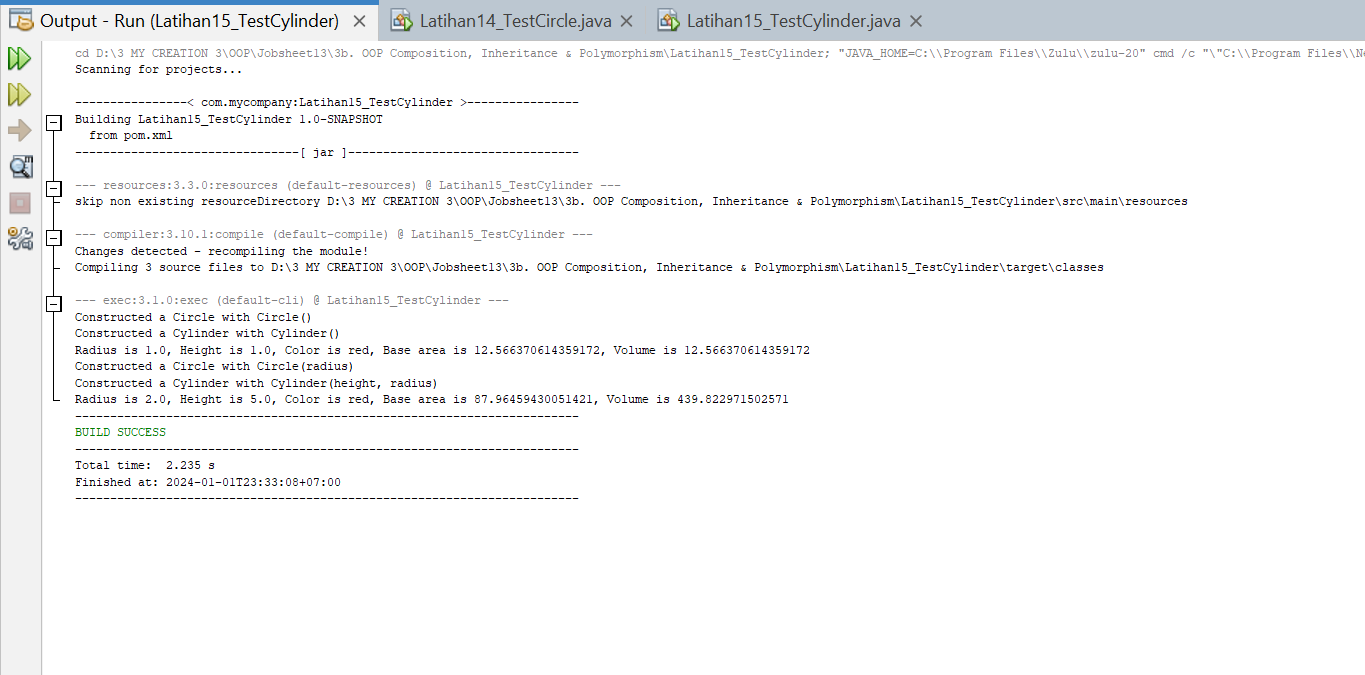 Output - Run (Latihan15_TestCylinder) Latihan14_TestCircle.java Latihan15_TestCylinder.java
cd D:\3 MY CREATION 3\OOP\Jobsheet13\3b. OOP Composition, Inheritance & Polymorphism\Latihan15_TestCylinder; "JAVA_HOME=C:\\Program Files\\Zulu\\zulu-20" cmd /c "\"C:\\Program Files\\Ne
Scanning for projects...
----------------< com.mycompany:Latihan15_TestCylinder >----------------
Building Latihan15_TestCylinder 1.0-SNAPSHOT
from pom.xml
--------------------------------[ jar ]---------------------------------
--- resources:3.3.0:resources (default-resources) @ Latihan15_TestCylinder ---
skip non existing resourceDirectory D:\3 MY CREATION 3\OOP\Jobsheet13\3b. OOP Composition, Inheritance & Polymorphism\Latihan15_TestCylinder\src\main\resources
--- compiler:3.10.1:compile (default-compile) @ Latihan15_TestCylinder ---
Changes detected - recompiling the module!
Compiling 3 source files to D:\3 MY CREATION 3\OOP\Jobsheet13\3b. OOP Composition, Inheritance & Polymorphism\Latihan15_TestCylinder\target\classes
--- exec:3.1.0:exec (default-cli) @ Latihan15_TestCylinder ---
Constructed a Circle with Circle()
Constructed a Cylinder with Cylinder()
Radius is 1.0, Height is 1.0, Color is red, Base area is 12.566370614359172, Volume is 12.566370614359172
Constructed a Circle with Circle(radius)
Constructed a Cylinder with Cylinder(height, radius)
Radius is 2.0, Height is 5.0, Color is red, Base area is 87.96459430051421, Volume is 439.822971502571
------------------------------------------------------------------------
BUILD SUCCESS
------------------------------------------------------------------------
Total time:  2.235 s
Finished at: 2024-01-01T23:33:08+07:00
------------------------------------------------------------------------